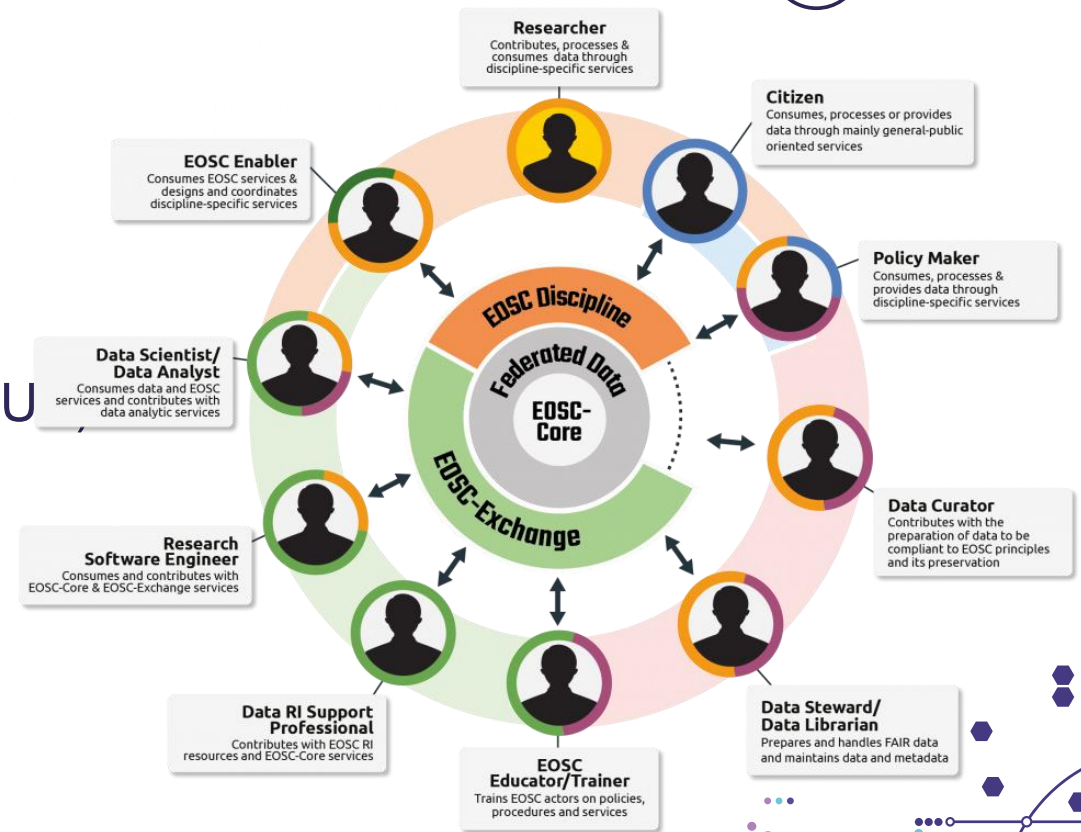 Researcher
Contributes, processes &
consumes data through
discipline-specific services
Citizen
Consumes, processes or provides
data through mainly general-public
oriented services
EOSC Enabler
Consumes EOSC services &
designs and coordinates
discipline-specific services
Policy Maker
Consumes, processes &
provides data through
discipline-specific services
EOSC Discipline
Federated Data
EOSC-
Core
EOSC-Exchange
Data Scientist/
Data Analyst
Consumes data and EOSC
services and contributes with
data analytic services
U
Data Curator
Contributes with the
preparation of data to be
compliant to EOSC principles
and its preservation
Research
Software Engineer
Consumes and contributes with
EOSC-Core & EOSC-Exchange services
Data RI Support
Professional
Contributes with EOSC RI
resources and EOSC-Core services
EOSC
Educator/Trainer
Trains EOSC actors on policies,
procedures and services
Data Steward/
Data Librarian
Prepares and handles FAIR data
and maintains data and metadata